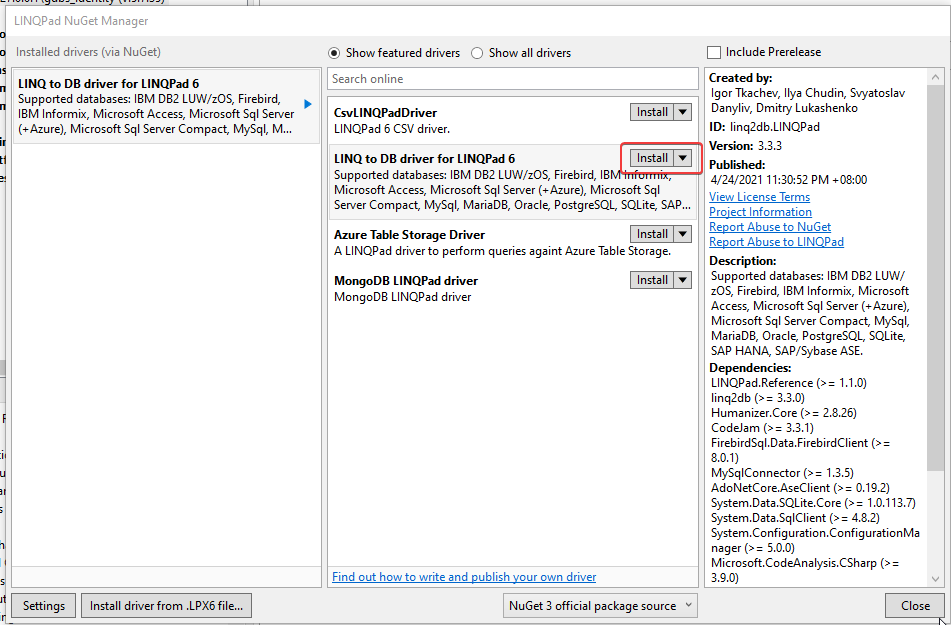 LINQPad NuGet Manager
Installed drivers (via NuGet)
LINQ to DB driver for LINQPad 6
Supported databases: IBM DB2 LUW/zOS, Firebird,
IBM Informix, Microsoft Access, Microsoft Sql Server
(+Azure), Microsoft Sql Server Compact, MySql, M...
Show featured drivers
Show all drivers
Include Prerelease
Search online
CsvLINQPadDriver
Install
LINQPad 6 CSV driver.
LINQ to DB driver for LINQPad 6
Install
Supported databases: IBM DB2 LUW/zOS, Firebird, IBM Informix,
Microsoft Access, Microsoft Sql Server (+Azure), Microsoft Sql
Server Compact, MySql, MariaDB, Oracle, PostgreSQL, SQLite, SAP...
Azure Table Storage Driver
Install
A LINQPad driver to perform queries againt Azure Table Storage.
MongoDB LINQPad driver
Install
MongoDB LINQPad driver
Find out how to write and publish your own driver
Created by:
Igor Tkachev, Ilya Chudin, Svyatoslav
Danyliv, Dmitry Lukashenko
ID: linq2db.LINQPad
Version: 3.3.3
Published:
4/24/2021 11:30:52 PM +08:00
View License Terms
Project Information
Report Abuse to NuGet
Report Abuse to LINQPad
Description:
Supported databases: IBM DB2 LUW/
zOS, Firebird, IBM Informix, Microsoft
Access, Microsoft Sql Server (+Azure),
Microsoft Sql Server Compact, MySql,
MariaDB, Oracle, PostgreSQL, SQLite,
SAP HANA, SAP/Sybase ASE.
Dependencies:
LINQPad.Reference (>= 1.1.0)
linq2db (>= 3.3.0)
Humanizer.Core (>= 2.8.26)
CodeJam (>= 3.3.1)
FirebirdSql.Data.FirebirdClient (>=
8.0.1)
MySqlConnector (>= 1.3.5)
AdoNetCore.AseClient (>= 0.19.2)
System.Data.SQLite.Core (>= 1.0.113.7)
System.Data.SqlClient (>= 4.8.2)
System.Configuration.ConfigurationMa
nager (>= 5.0.0)
Microsoft.CodeAnalysis.CSharp (>=
3.9.0)
Settings
Install driver from .LPX6 file...
NuGet 3 official package source
Close